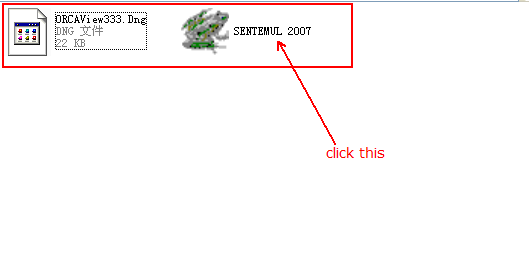 ORCAView333.Dng
DNG 文件
22 KB
SENTEMUL 2007
click this